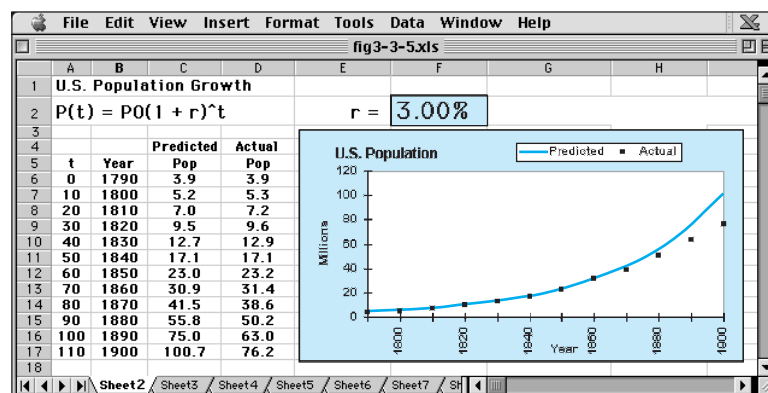 File Edit View Insert Format Tools Data Window Help
fig3-3-5.xls
A B C D E F G H
1 U.S. Population Growth
2 P(t) = P0(1 + r)^t r = 3.00%
3
4 Predicted Actual
5 t Year Pop Pop
6 0 1790 3.9 3.9
7 10 1800 5.2 5.3
8 20 1810 7.0 7.2
9 30 1820 9.5 9.6
10 40 1830 12.7 12.9
11 50 1840 17.1 17.1
12 60 1850 23.0 23.2
13 70 1860 30.9 31.4
14 80 1870 41.5 38.6
15 90 1880 55.8 50.2
16 100 1890 75.0 63.0
17 110 1900 100.7 76.2
18
U.S. Population Predicted Actual
120
100
80
60
40
20
0
Millions
1800 1820 1840 1860 1880 1900
Year
Sheet2 Sheet3 Sheet4 Sheet5 Sheet6 Sheet7 Sh